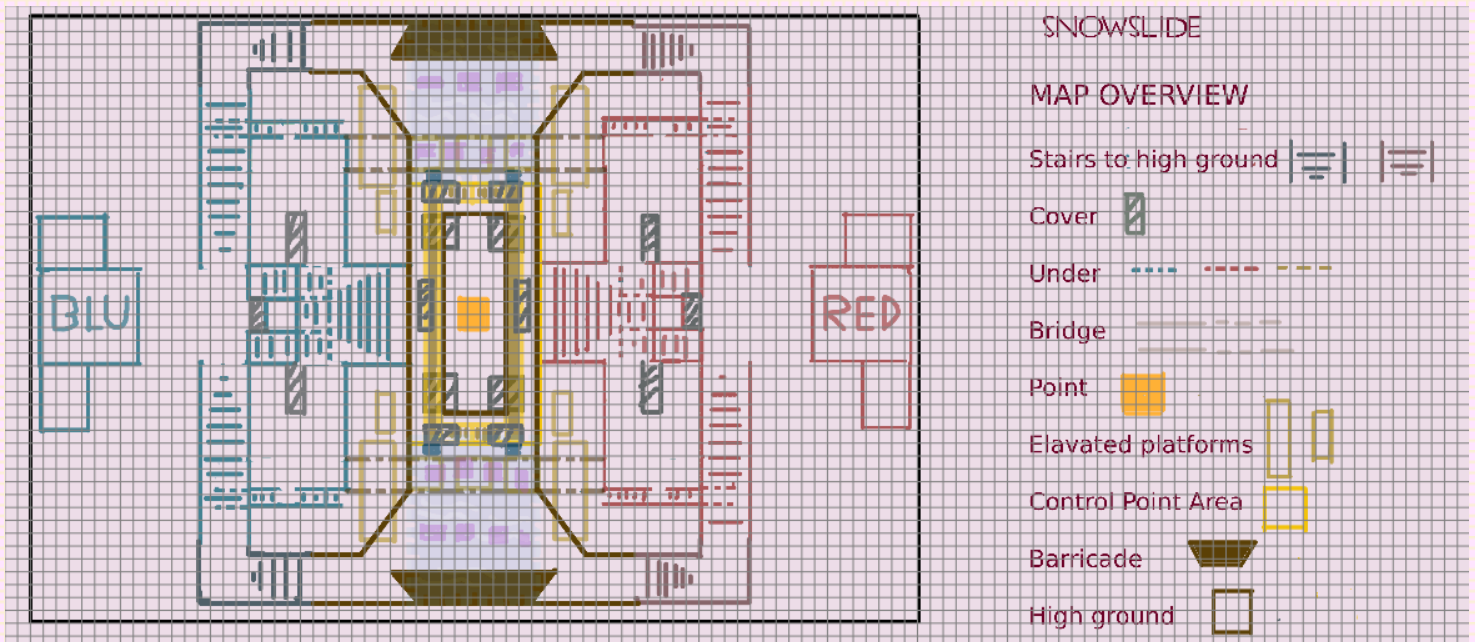 SNOWSLIDE
MAP OVERVIEW
Stairs to high ground
Cover
Under
Bridge
Point
Elavated platforms
Control Point Area
Barricade
High ground
BLU
RED